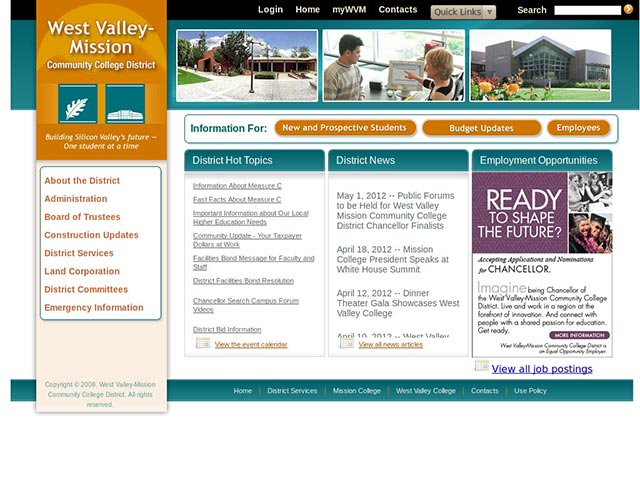 Login Home myWVM Contacts Quick Links Search
West Valley-
Mission
Community College District
Building Silicon Valley's future —
One student at a time
Information For: New and Prospective Students Budget Updates Employees
About the District
Administration
Board of Trustees
Construction Updates
District Services
Land Corporation
District Committees
Emergency Information
District Hot Topics
Information About Measure C
Fast Facts About Measure C
Important Information about Our Local
Higher Education Needs
Community Update - Your Taxpayer
Dollars at Work
Facilities Bond Message for Faculty and
Staff
District Facilities Bond Resolution
Chancellor Search Campus Forum
Videos
District Bid Information
View the event calendar
District News
May 1, 2012 -- Public Forums
to be Held for West Valley
Mission Community College
District Chancellor Finalists
April 18, 2012 -- Mission
College President Speaks at
White House Summit
April 12, 2012 -- Dinner
Theater Gala Showcases West
Valley College
April 10, 2012 -- West Valley
View all news articles
Employment Opportunities
READY
TO SHAPE
THE FUTURE?
Accepting Applications and Nominations
for CHANCELLOR.
Imagine being Chancellor of
the West Valley-Mission Community College
District. Live and work in a region at the
forefront of innovation. And connect with
people with a shared passion for education.
Get ready.
MORE INFORMATION
West Valley-Mission Community College District is
an Equal Opportunity Employer.
View all job postings
Copyright © 2008. West Valley-Mission
Community College District. All rights
reserved.
Home District Services Mission College West Valley College Contacts Use Policy